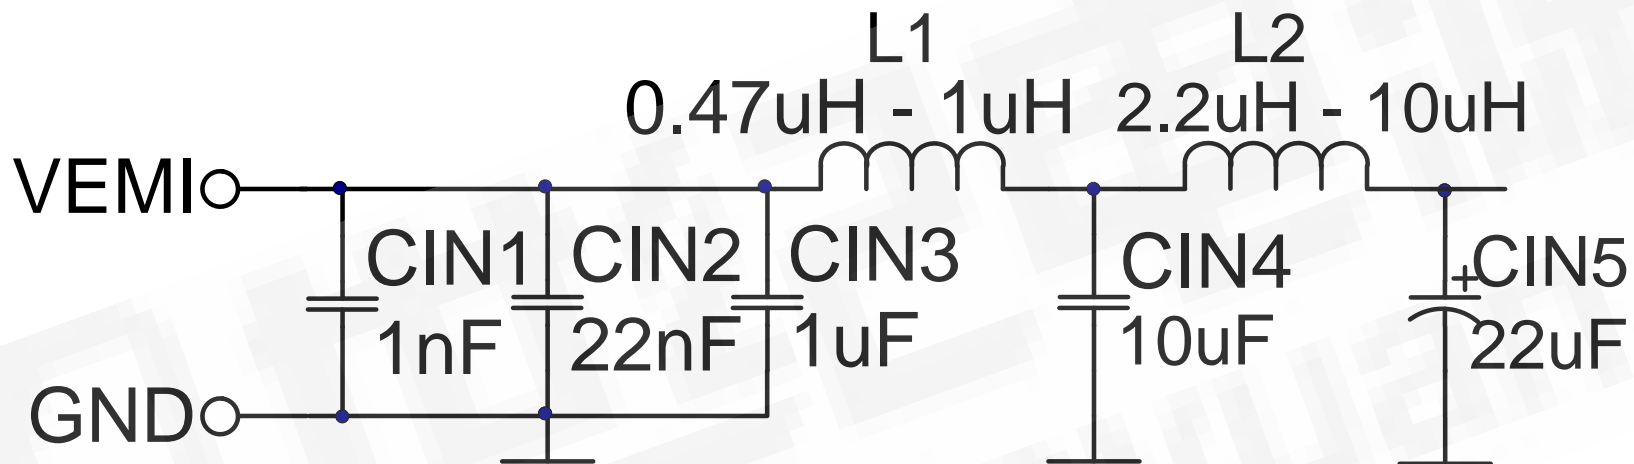 L1
L2
0.47uH - 1uH
2.2uH - 10uH
VEMI
CIN1
CIN2
CIN3
CIN4
+
CIN5
1nF
22nF
1uF
10uF
22uF
GND